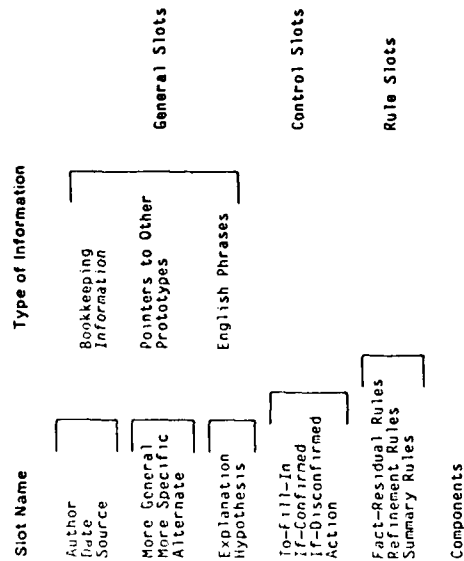 Slot Name Type of Information
Author
Date
Source
Bookkeeping
Information
More General
More Specific
Alternate
Pointers to Other
Prototypes
General Slots
Explanation
Hypothesis
English Phrases
To-Fill-In
If-Confirmed
If-Disconfirmed
Action
Control Slots
Fact-Residual Rules
Refinement Rules
Summary Rules
Rule Slots
Components